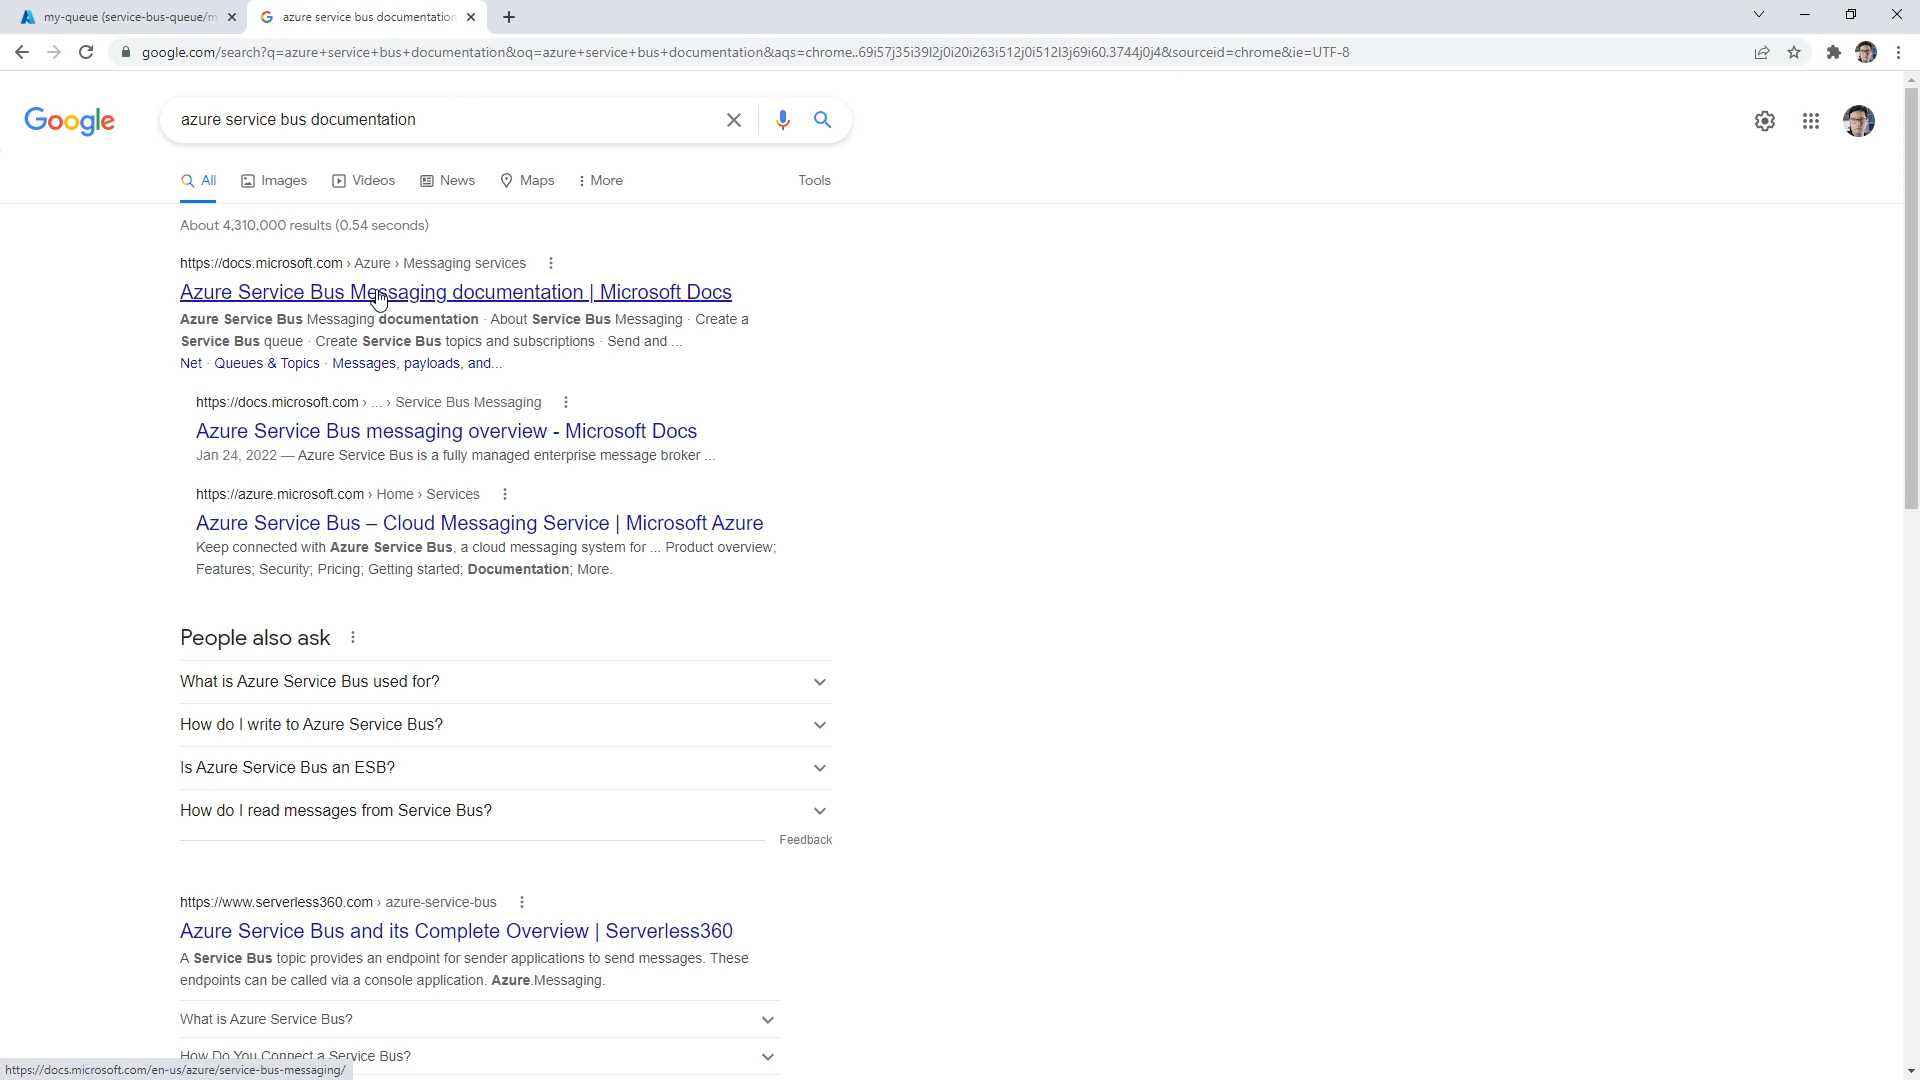 my-queue (service-bus-queue/m
azure service bus documentation
google.com/search?q=azure+service+bus+documentation&oq=azure+service+bus+documentation&aqs=chrome..69i57j35i39l2j0i20i263i512j0i512l3j69i60.3744j0j4&sourceid=chrome&ie=UTF-8
Google
azure service bus documentation
All
Images
Videos
News
Maps
More
Tools
About 4,310,000 results (0.54 seconds)
https://docs.microsoft.com › Azure › Messaging services
Azure Service Bus Messaging documentation | Microsoft Docs
Azure Service Bus Messaging documentation · About Service Bus Messaging · Create a
Service Bus queue · Create Service Bus topics and subscriptions · Send and ...
Net · Queues & Topics · Messages, payloads, and...
https://docs.microsoft.com › ... › Service Bus Messaging
Azure Service Bus messaging overview - Microsoft Docs
Jan 24, 2022 — Azure Service Bus is a fully managed enterprise message broker ...
https://azure.microsoft.com › Home › Services
Azure Service Bus – Cloud Messaging Service | Microsoft Azure
Keep connected with Azure Service Bus, a cloud messaging system for ... Product overview;
Features; Security; Pricing; Getting started; Documentation; More.
People also ask
What is Azure Service Bus used for?
How do I write to Azure Service Bus?
Is Azure Service Bus an ESB?
How do I read messages from Service Bus?
Feedback
https://www.serverless360.com › azure-service-bus
Azure Service Bus and its Complete Overview | Serverless360
A Service Bus topic provides an endpoint for sender applications to send messages. These
endpoints can be called via a console application. Azure.Messaging.
What is Azure Service Bus?
How Do You Connect a Service Bus?
https://docs.microsoft.com/en-us/azure/service-bus-messaging/